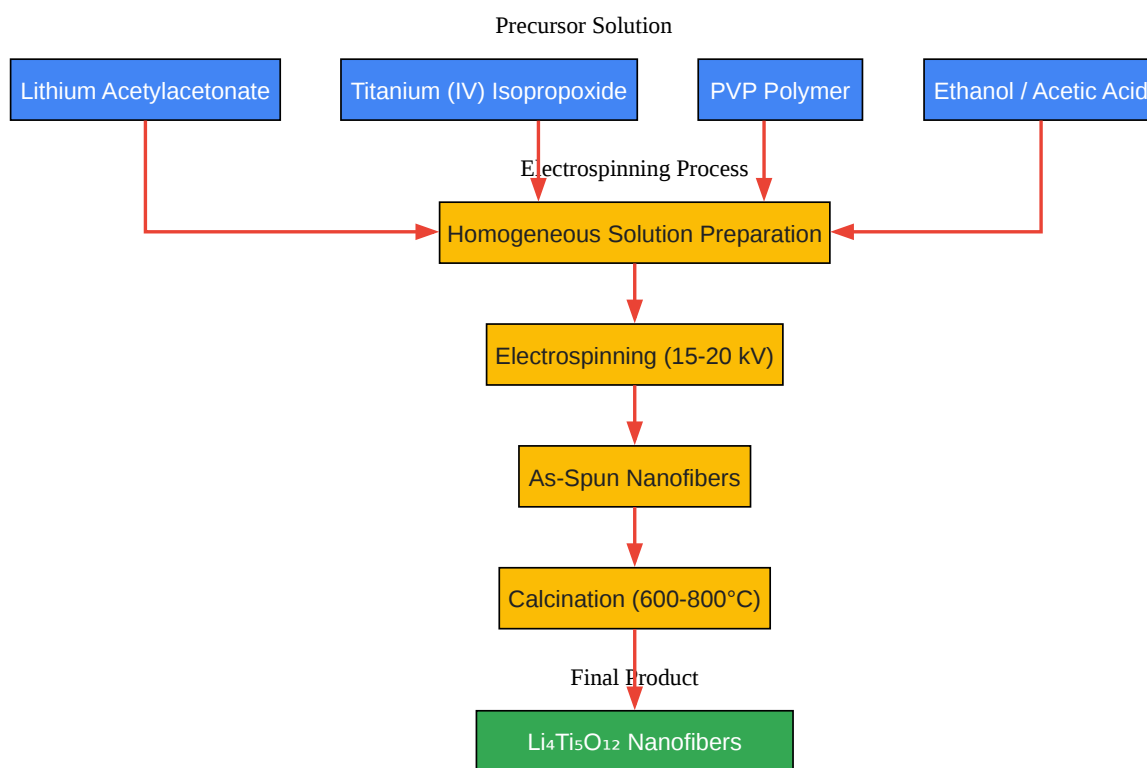 Precursor Solution
Lithium Acetylacetonate
Titanium (IV) Isopropoxide
PVP Polymer
Ethanol / Acetic Acid
Electrospinning Process
Homogeneous Solution Preparation
Electrospinning (15-20 kV)
As-Spun Nanofibers
Calcination (600-800°C)
Final Product
Li₄Ti₅O₁₂ Nanofibers